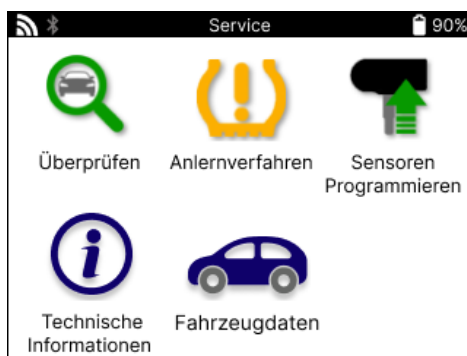 Service
90%
Überprüfen
Anlernverfahren
Sensoren
Programmieren
Technische
Informationen
Fahrzeugdaten